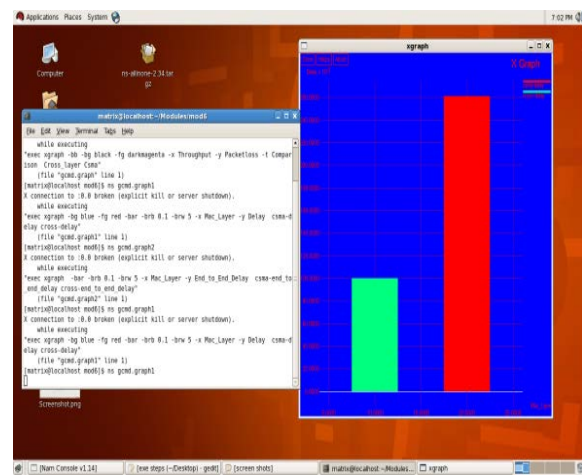 Applications Places System
7:02 PM
Computer
ns-allinone-2.34.tar
gz
matrix@localhost:~/Modules/mod6
File Edit View Terminal Tabs Help
while executing
"exec xgraph -bb -bg black -fg darkmagenta -x Throughput -y Packetloss -t Compar
ison Cross_layer Csma"
(file "gcmd.graph" line 1)
[matrix@localhost mod6]$ ns gcmd.graph1
X connection to :0.0 broken (explicit kill or server shutdown).
while executing
"exec xgraph -bg blue -fg red -bar -brb 0.1 -brw 5 -x Mac_Layer -y Delay csma-d
elay cross-delay"
(file "gcmd.graph1" line 1)
[matrix@localhost mod6]$ ns gcmd.graph2
X connection to :0.0 broken (explicit kill or server shutdown).
while executing
"exec xgraph -bar -brb 0.1 -brw 5 -x Mac_Layer -y End_to_End_Delay csma-end_to_
end_delay cross-end_to_end_delay"
(file "gcmd.graph2" line 1)
[matrix@localhost mod6]$ ns gcmd.graph1
X connection to :0.0 broken (explicit kill or server shutdown).
while executing
"exec xgraph -bg blue -fg red -bar -brb 0.1 -brw 5 -x Mac_Layer -y Delay csma-d
elay cross-delay"
(file "gcmd.graph1" line 1)
[matrix@localhost mod6]$ ns gcmd.graph1
Screenshot.png
xgraph
X Graph
[Nam Console v1.14]
[exe steps (~/Desktop) - gedit]
[screen shots]
matrix@localhost:~/Modules...
xgraph